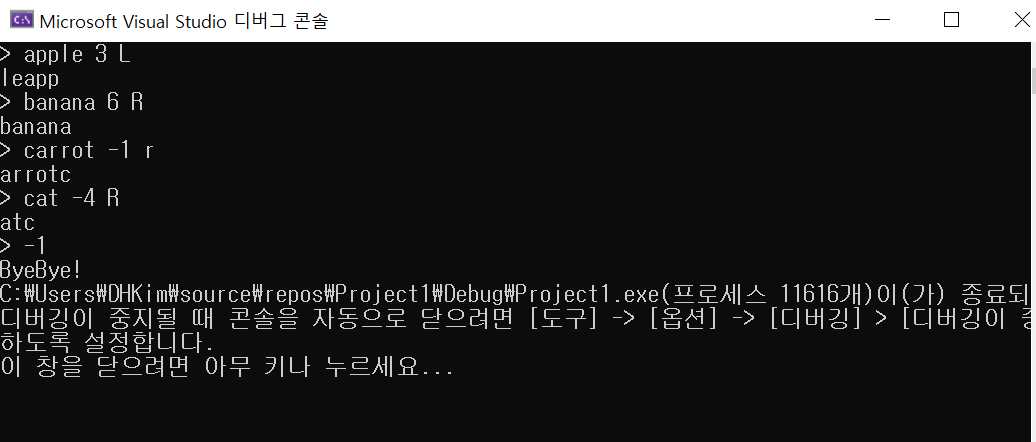 Microsoft Visual Studio 디버그 콘솔
> apple 3 L
leapp
> banana 6 R
banana
> carrot -1 r
arrotc
> cat -4 R
atc
> -1
ByeBye!
C:₩Users₩DHKim₩source₩repos₩Project1₩Debug₩Project1.exe(프로세스 11616개)이(가) 종료되
디버깅이 중지될 때 콘솔을 자동으로 닫으려면 [도구] -> [옵션] -> [디버깅] > [디버깅이 중
하도록 설정합니다.
이 창을 닫으려면 아무 키나 누르세요...